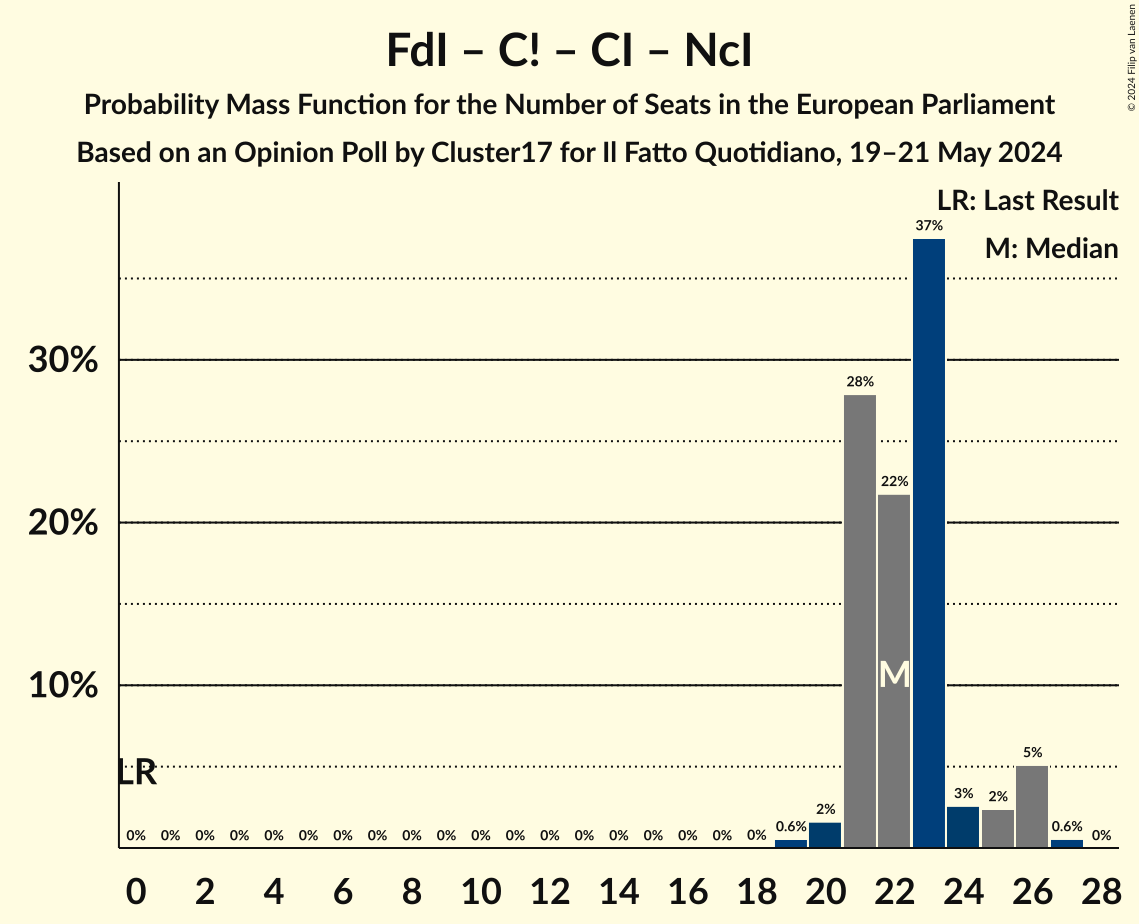 FdI – C! – CI – NcI
Probability Mass Function for the Number of Seats in the European Parliament
Based on an Opinion Poll by Cluster17 for Il Fatto Quotidiano, 19–21 May 2024
© 2024 Filip van Laenen
LR: Last Result
M: Median
37%
30%
28%
22%
20%
M
10%
LR
0% 0% 0% 0% 0% 0% 0% 0% 0% 0% 0% 0% 0% 0% 0% 0% 0% 0% 0% 0.6% 2% 3% 2% 5% 0.6% 0%
0 2 4 6 8 10 12 14 16 18 20 22 24 26 28